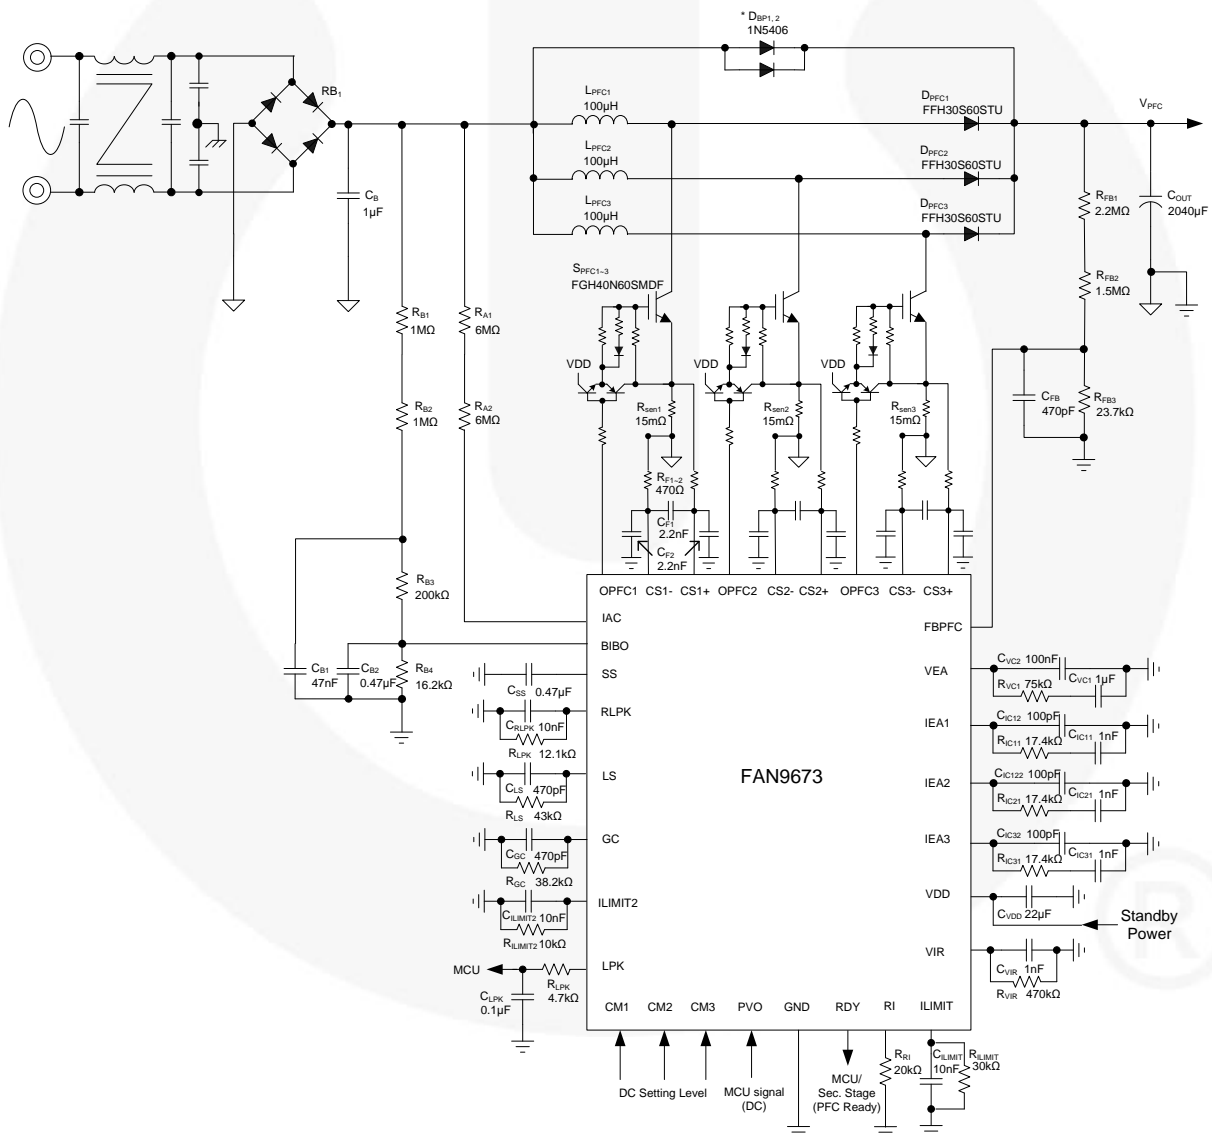 * DBP1, 2
1N5406
RB1
LPFC1
100µH
DPFC1
FFH30S60STU
VPFC
LPFC2
100µH
DPFC2
FFH30S60STU
CB
1µF
RFB1
2.2MΩ
COUT
2040µF
LPFC3
100µH
DPFC3
FFH30S60STU
SPFC1~3
FGH40N60SMDF
RFB2
1.5MΩ
RB1
1MΩ
RA1
6MΩ
VDD
VDD
VDD
RB2
1MΩ
RA2
6MΩ
Rsen1
15mΩ
Rsen2
15mΩ
Rsen3
15mΩ
CFB
470pF
RFB3
23.7kΩ
RF1~2
470Ω
CF1
2.2nF
CF2
2.2nF
RB3
200kΩ
OPFC1 CS1- CS1+ OPFC2 CS2- CS2+ OPFC3 CS3- CS3+
IAC
FBPFC
BIBO
CB1
47nF
CB2
0.47µF
RB4
16.2kΩ
SS
CSS 0.47µF
VEA
CVC2 100nF
CVC1 1µF
RVC1 75kΩ
RLPK
CRLPK 10nF
RLPK 12.1kΩ
IEA1
CIC12 100pF
CIC11 1nF
RIC11 17.4kΩ
LS
CLS 470pF
RLS 43kΩ
FAN9673
IEA2
CIC122 100pF
CIC21 1nF
RIC21 17.4kΩ
GC
CGC 470pF
RGC 38.2kΩ
IEA3
CIC32 100pF
CIC31 1nF
RIC31 17.4kΩ
ILIMIT2
CILIMIT2 10nF
RILIMIT2 10kΩ
VDD
CVDD 22µF
Standby
Power
VIR
CVIR 1nF
RVIR 470kΩ
MCU
LPK
RLPK
4.7kΩ
CLPK
0.1µF
CM1 CM2 CM3 PVO GND RDY RI ILIMIT
DC Setting Level
MCU signal
(DC)
MCU/
Sec. Stage
(PFC Ready)
RRI
20kΩ
CILIMIT
10nF
RILIMIT
30kΩ
®